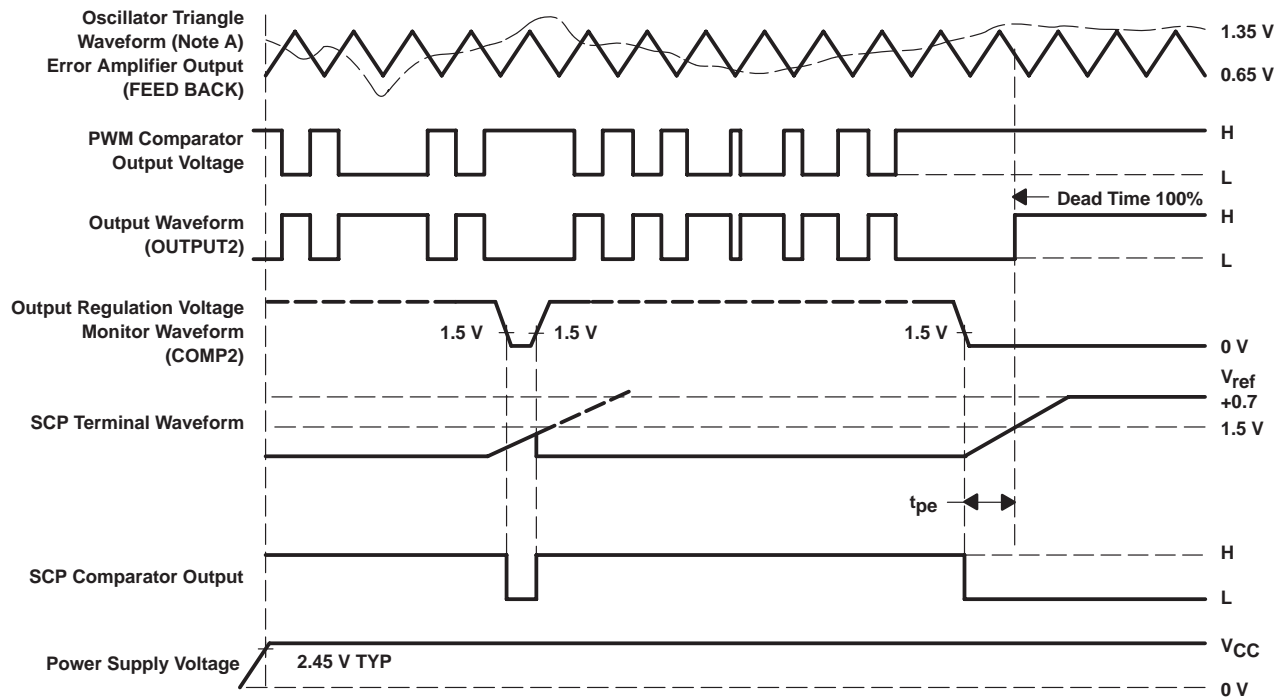 Oscillator Triangle
Waveform (Note A)
Error Amplifier Output
(FEED BACK)
1.35 V
0.65 V
PWM Comparator
Output Voltage
H
L
Dead Time 100%
Output Waveform
(OUTPUT2)
H
L
Output Regulation Voltage
Monitor Waveform
(COMP2)
1.5 V
1.5 V
1.5 V
0 V
Vref
+0.7
SCP Terminal Waveform
1.5 V
tpe
SCP Comparator Output
H
L
Power Supply Voltage
2.45 V TYP
VCC
0 V